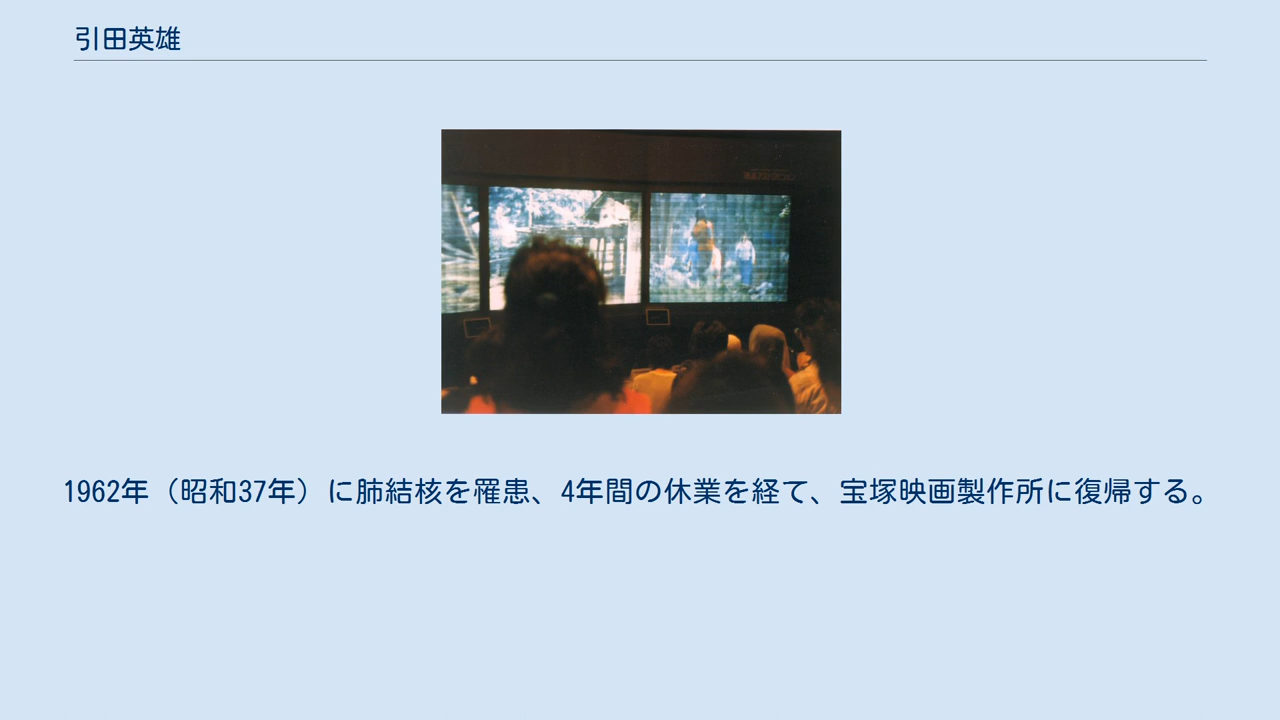 引田英雄
1962年（昭和37年）に肺結核を罹患、4年間の休業を経て、宝塚映画製作所に復帰する。